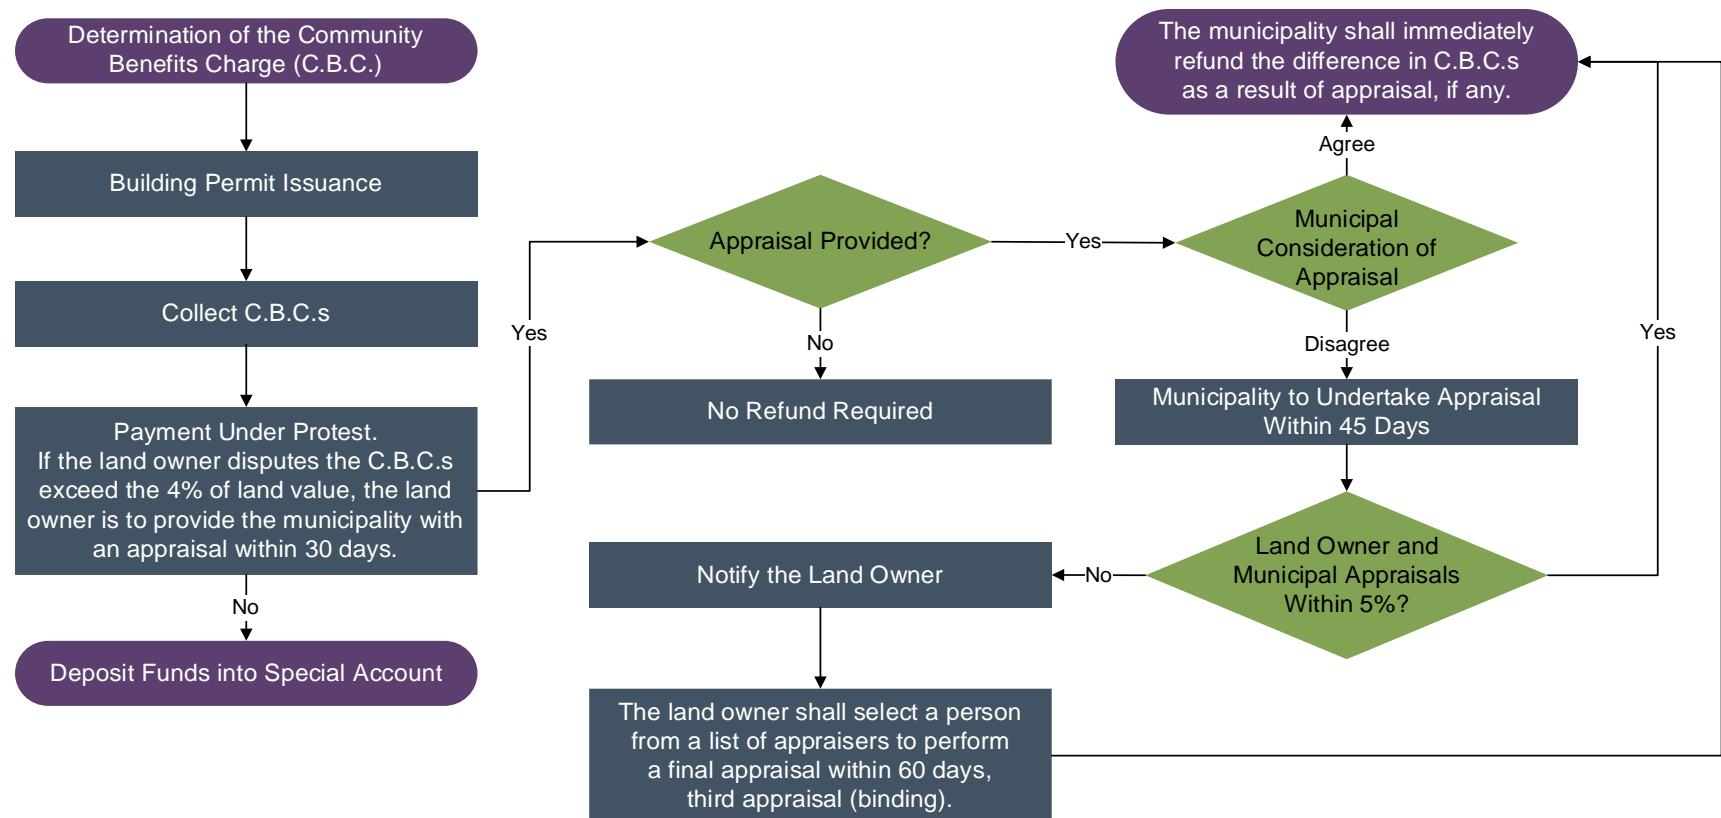 Determination of the Community
Benefits Charge (C.B.C.)
Building Permit Issuance
Collect C.B.C.s
Payment Under Protest.
If the land owner disputes the C.B.C.s
exceed the 4% of land value, the land
owner is to provide the municipality with
an appraisal within 30 days.
No
Deposit Funds into Special Account
Yes
Appraisal Provided?
No
No Refund Required
Yes
Municipal
Consideration of
Appraisal
Agree
The municipality shall immediately
refund the difference in C.B.C.s
as a result of appraisal, if any.
Disagree
Municipality to Undertake Appraisal
Within 45 Days
Land Owner and
Municipal Appraisals
Within 5%?
Yes
No
Notify the Land Owner
The land owner shall select a person
from a list of appraisers to perform
a final appraisal within 60 days,
third appraisal (binding).